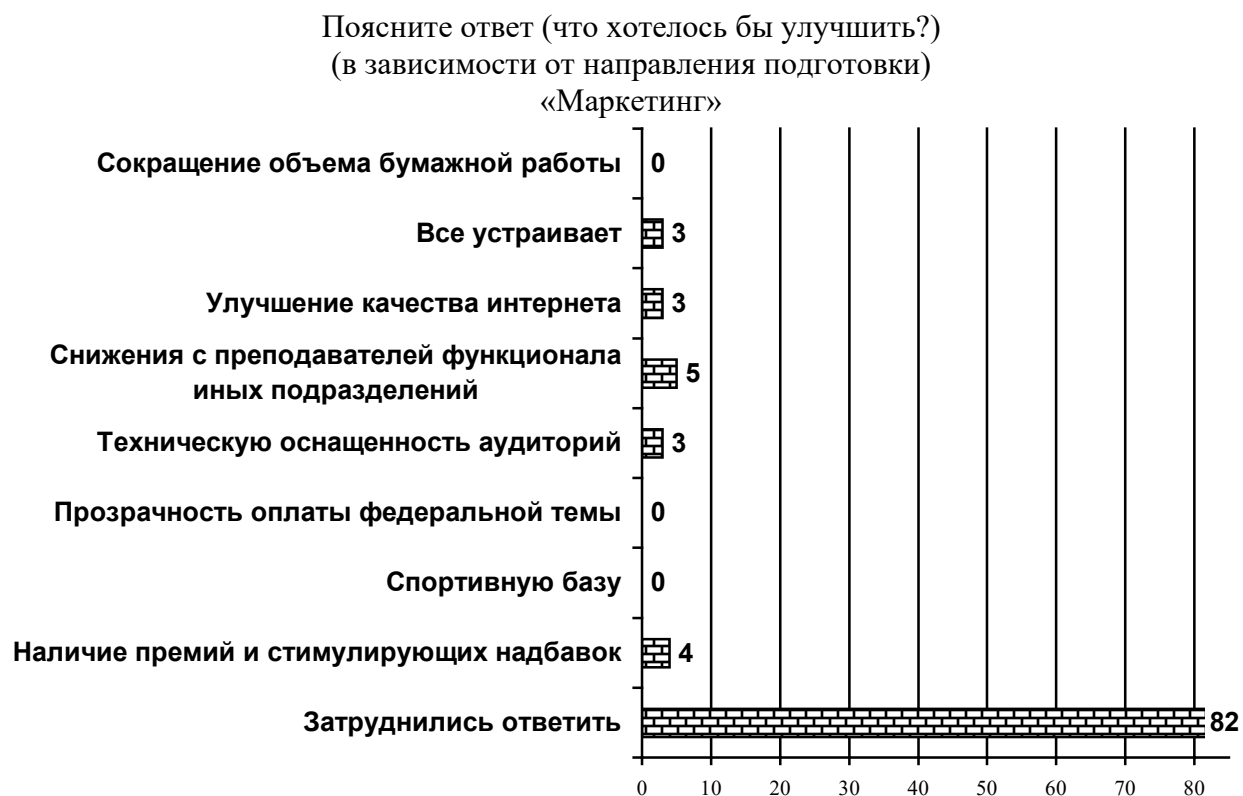 Поясните ответ (что хотелось бы улучшить?)
(в зависимости от направления подготовки)
«Маркетинг»
Сокращение объема бумажной работы 0
Все устраивает 3
Улучшение качества интернета 3
Снижения с преподавателей функционала
иных подразделений 5
Техническую оснащенность аудиторий 3
Прозрачность оплаты федеральной темы 0
Спортивную базу 0
Наличие премий и стимулирующих надбавок 4
Затруднились ответить 82
0 10 20 30 40 50 60 70 80